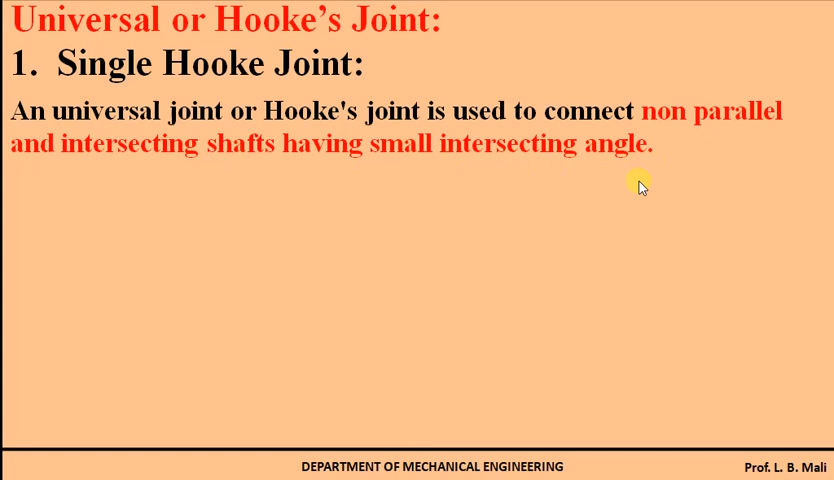 Universal or Hooke’s Joint:
1. Single Hooke Joint:
An universal joint or Hooke's joint is used to connect non parallel
and intersecting shafts having small intersecting angle.
DEPARTMENT OF MECHANICAL ENGINEERING
Prof. L. B. Mali